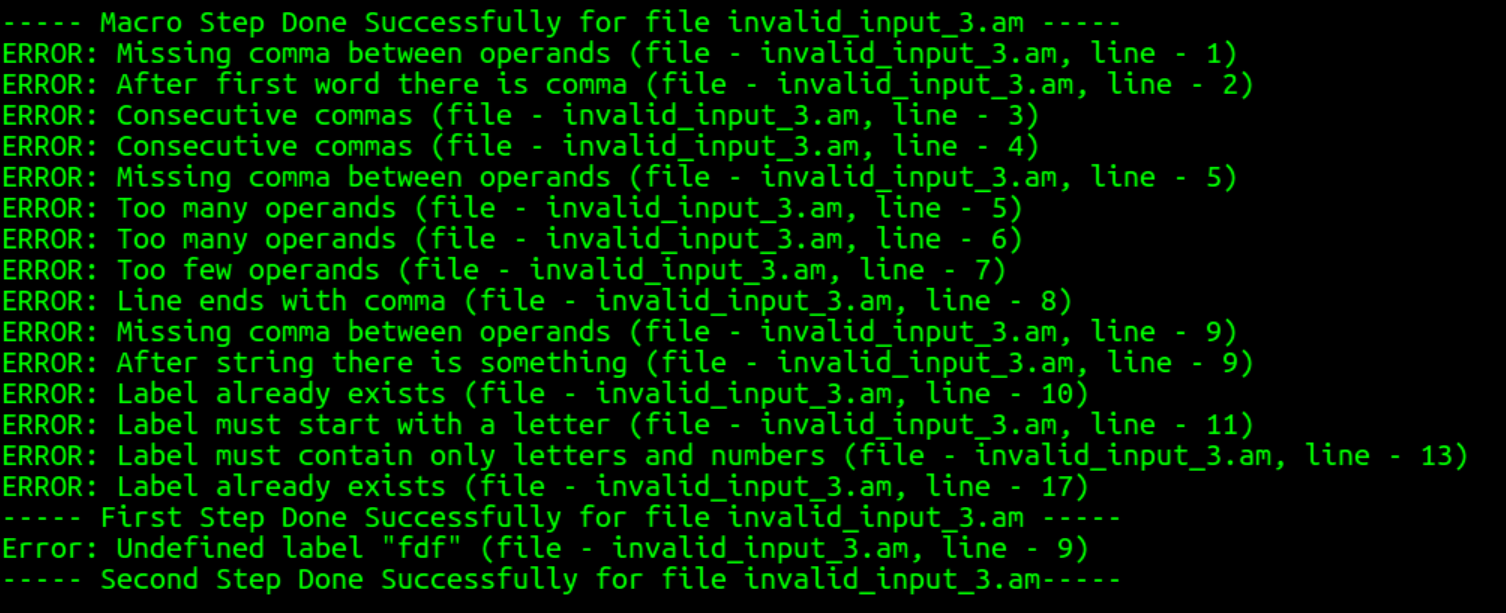 ----- Macro Step Done Successfully for file invalid_input_3.am -----
ERROR: Missing comma between operands (file - invalid_input_3.am, line - 1)
ERROR: After first word there is comma (file - invalid_input_3.am, line - 2)
ERROR: Consecutive commas (file - invalid_input_3.am, line - 3)
ERROR: Consecutive commas (file - invalid_input_3.am, line - 4)
ERROR: Missing comma between operands (file - invalid_input_3.am, line - 5)
ERROR: Too many operands (file - invalid_input_3.am, line - 5)
ERROR: Too many operands (file - invalid_input_3.am, line - 6)
ERROR: Too few operands (file - invalid_input_3.am, line - 7)
ERROR: Line ends with comma (file - invalid_input_3.am, line - 8)
ERROR: Missing comma between operands (file - invalid_input_3.am, line - 9)
ERROR: After string there is something (file - invalid_input_3.am, line - 9)
ERROR: Label already exists (file - invalid_input_3.am, line - 10)
ERROR: Label must start with a letter (file - invalid_input_3.am, line - 11)
ERROR: Label must contain only letters and numbers (file - invalid_input_3.am, line - 13)
ERROR: Label already exists (file - invalid_input_3.am, line - 17)
----- First Step Done Successfully for file invalid_input_3.am -----
Error: Undefined label "fdf" (file - invalid_input_3.am, line - 9)
----- Second Step Done Successfully for file invalid_input_3.am-----